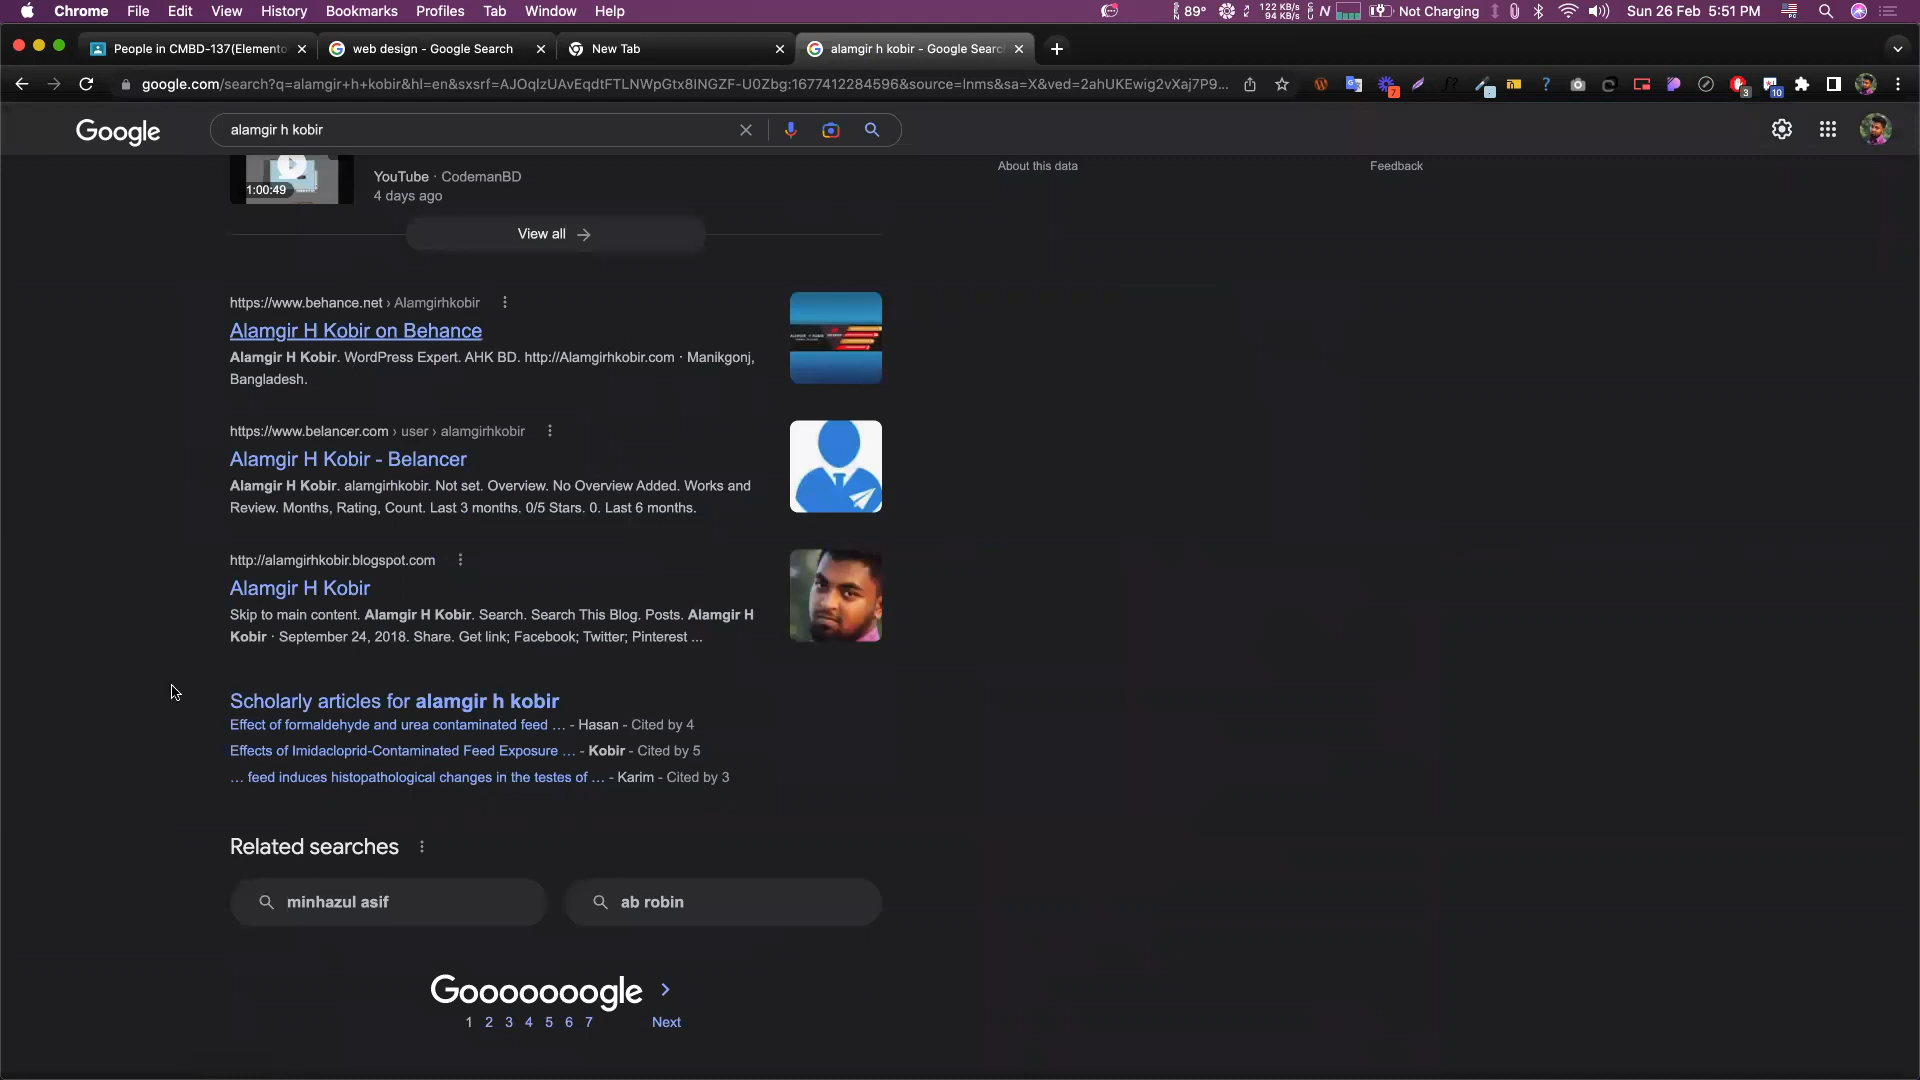 Chrome File Edit View History Bookmarks Profiles Tab Window Help 89° 122 KB/s 94 KB/s N Not Charging Sun 26 Feb 5:51 PM
People in CMBD-137(Elemento web design - Google Search New Tab alamgir h kobir - Google Searc
google.com/search?q=alamgir+h+kobir&hl=en&sxsrf=AJOqlzUAvEqdtFTLNWpGtx8INGZF-U0Zbg:1677412284596&source=lnms&sa=X&ved=2ahUKEwig2vXaj7P9... 7 3 10
Google alamgir h kobir
1:00:49
YouTube · CodemanBD
4 days ago
About this data Feedback
View all
https://www.behance.net › Alamgirhkobir
Alamgir H Kobir on Behance
Alamgir H Kobir. WordPress Expert. AHK BD. http://Alamgirhkobir.com · Manikgonj,
Bangladesh.
https://www.belancer.com › user › alamgirhkobir
Alamgir H Kobir - Belancer
Alamgir H Kobir. alamgirhkobir. Not set. Overview. No Overview Added. Works and
Review. Months, Rating, Count. Last 3 months. 0/5 Stars. 0. Last 6 months.
http://alamgirhkobir.blogspot.com
Alamgir H Kobir
Skip to main content. Alamgir H Kobir. Search. Search This Blog. Posts. Alamgir H
Kobir · September 24, 2018. Share. Get link; Facebook; Twitter; Pinterest ...
Scholarly articles for alamgir h kobir
Effect of formaldehyde and urea contaminated feed … - Hasan - Cited by 4
Effects of Imidacloprid-Contaminated Feed Exposure … - Kobir - Cited by 5
… feed induces histopathological changes in the testes of … - Karim - Cited by 3
Related searches
minhazul asif
ab robin
Gooooooogle
1 2 3 4 5 6 7 Next